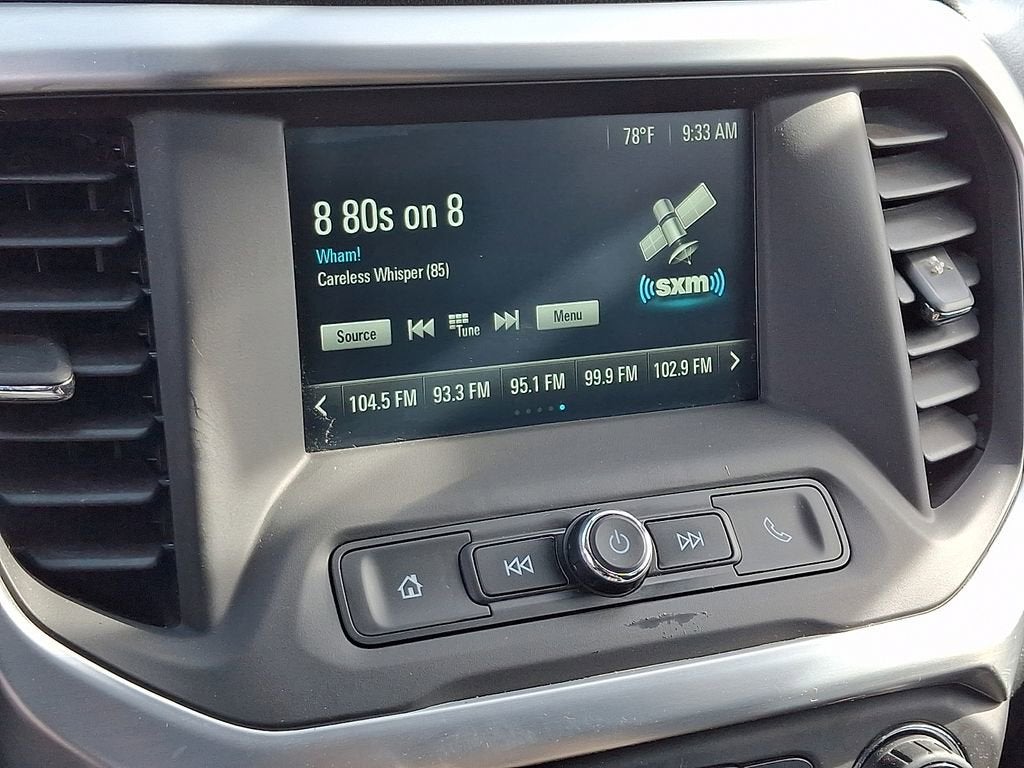 78°F 9:33 AM
8 80s on 8
Wham!
Careless Whisper (85)
((sxm))
Source Tune Menu
104.5 FM 93.3 FM 95.1 FM 99.9 FM 102.9 FM